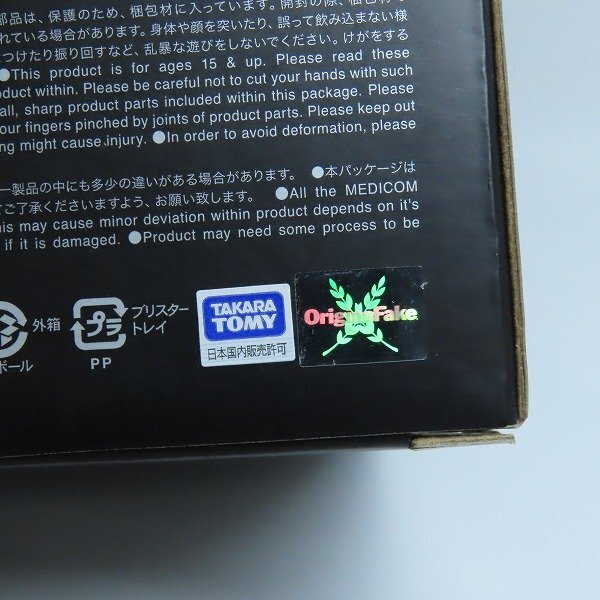 部品は、保護のため、梱包材に入っています。開封の際、梱包材で
れている場合があります。身体や顔を突いたり、誤って飲み込まない様
つけたり振り回すなど、乱暴な遊びをしないでください。けがをする
●This product is for ages 15 & up. Please read these
oduct within. Please be careful not to cut your hands with such
all, sharp product parts included within this package. Please keep out
our fingers pinched by joints of product parts. Please keep out
ng might cause injury. ●In order to avoid deformation, please
一製品の中にも多少の違いがある場合があります。 ●本パッケージは
ご了承くださいますよう、お願い致します。 ●All the MEDICOM
his may cause minor deviation within product depends on it's
if it is damaged. ●Product may need some process to be
外箱
ボール
プラ
PP
ブリスター
トレイ
TAKARA
TOMY
日本国内販売許可
OriginalFake